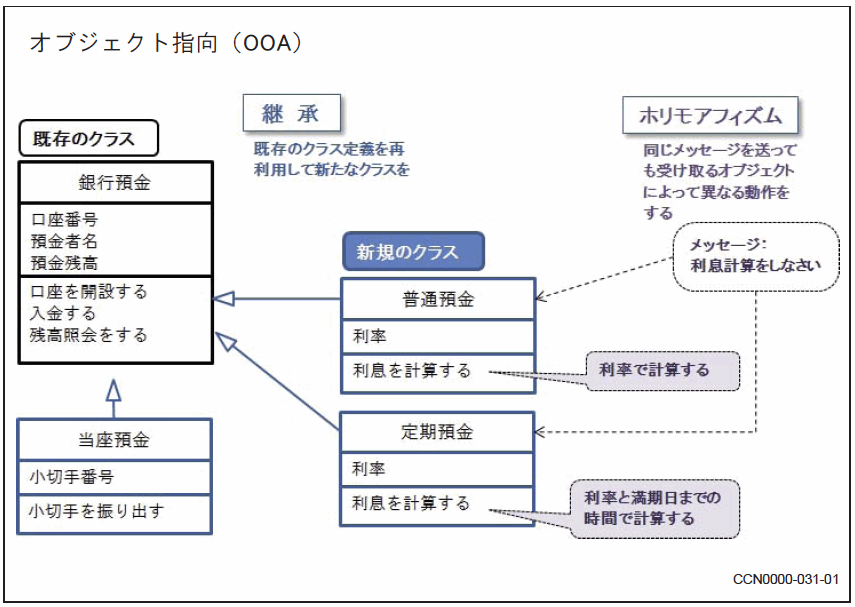 オブジェクト指向（OOA）
継 承
既存のクラス定義を再
利用して新たなクラスを
ホリモアフィズム
同じメッセージを送って
も受け取るオブジェクト
によって異なる動作を
する
既存のクラス
銀行預金
口座番号
預金者名
預金残高
口座を開設する
入金する
残高照会をする
新規のクラス
メッセージ：
利息計算をしなさい
普通預金
利率
利息を計算する
利率で計算する
当座預金
小切手番号
小切手を振り出す
定期預金
利率
利息を計算する
利率と満期日までの
時間で計算する
CCN0000-031-01